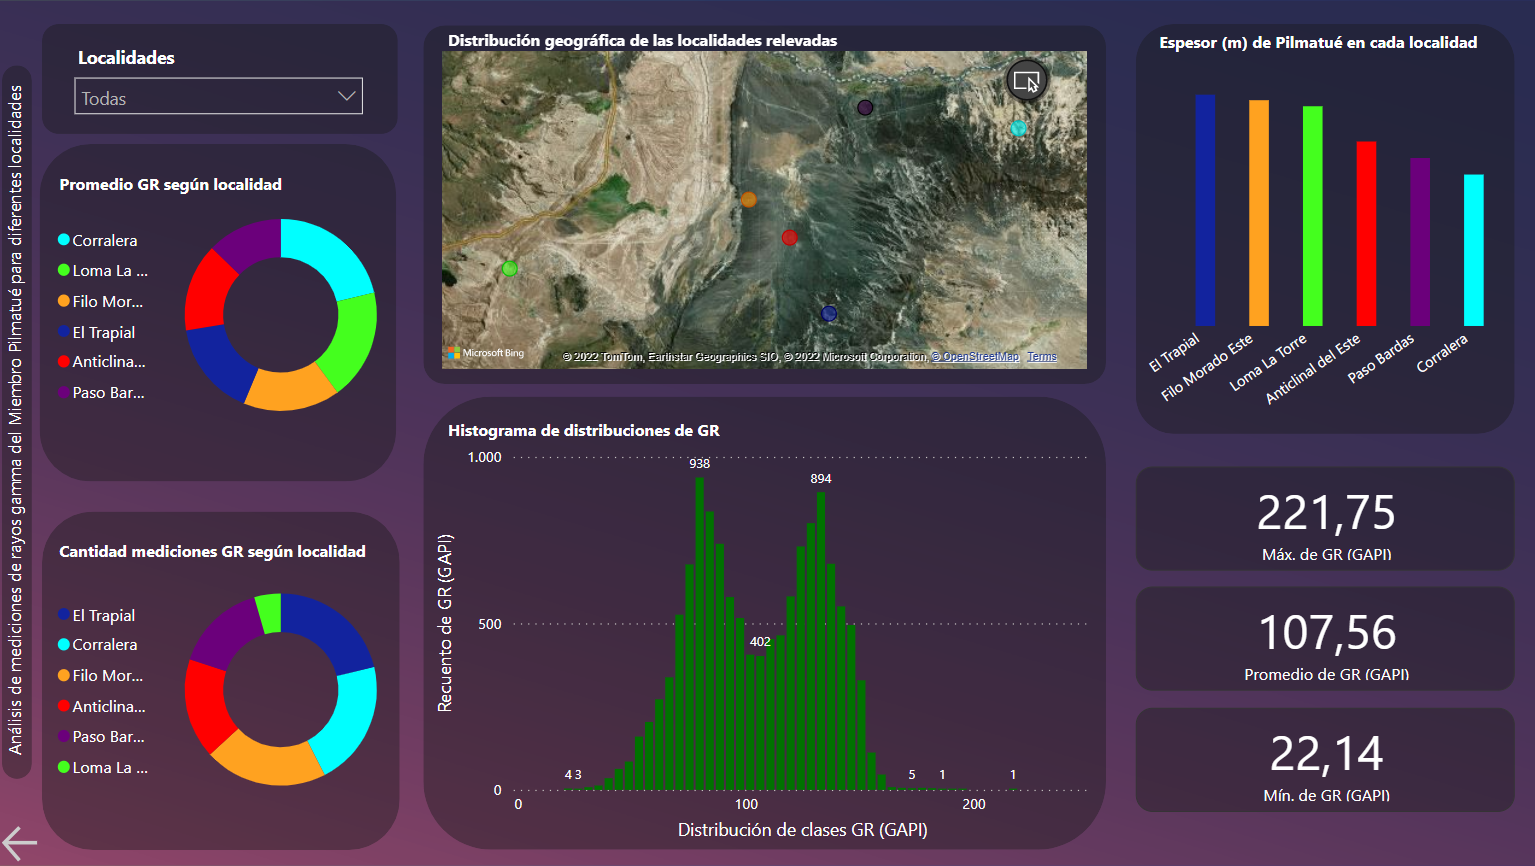 Análisis de mediciones de rayos gamma del Miembro Pilmatué para diferentes localidades
Localidades
Todas
Promedio GR según localidad
Corralera
Loma La ...
Filo Mor...
El Trapial
Anticlina...
Paso Bar...
Cantidad mediciones GR según localidad
El Trapial
Corralera
Filo Mor...
Anticlina...
Paso Bar...
Loma La ...
Distribución geográfica de las localidades relevadas
Microsoft Bing
© 2022 TomTom, Earthstar Geographics SIO, © 2022 Microsoft Corporation, © OpenStreetMap Terms
Histograma de distribuciones de GR
Recuento de GR (GAPI)
1.000
500
0
938
894
402
4 3
5
1
1
0
100
200
Distribución de clases GR (GAPI)
Espesor (m) de Pilmatué en cada localidad
El Trapial
Filo Morado Este
Loma La Torre
Anticlinal del Este
Paso Bardas
Corralera
221,75
Máx. de GR (GAPI)
107,56
Promedio de GR (GAPI)
22,14
Mín. de GR (GAPI)